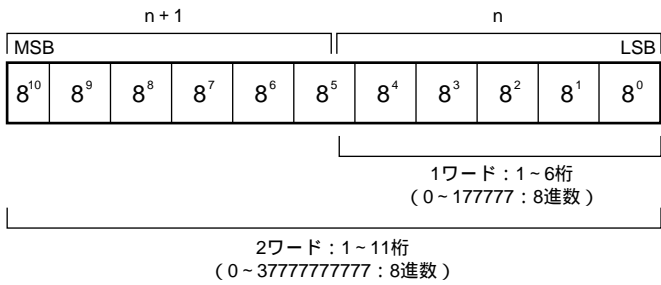 n + 1 n
MSB LSB
8¹⁰ 8⁹ 8⁸ 8⁷ 8⁶ 8⁵ 8⁴ 8³ 8² 8¹ 8⁰
1ワード：1～6桁
（0～177777：8進数）
2ワード：1～11桁
（0～37777777777：8進数）